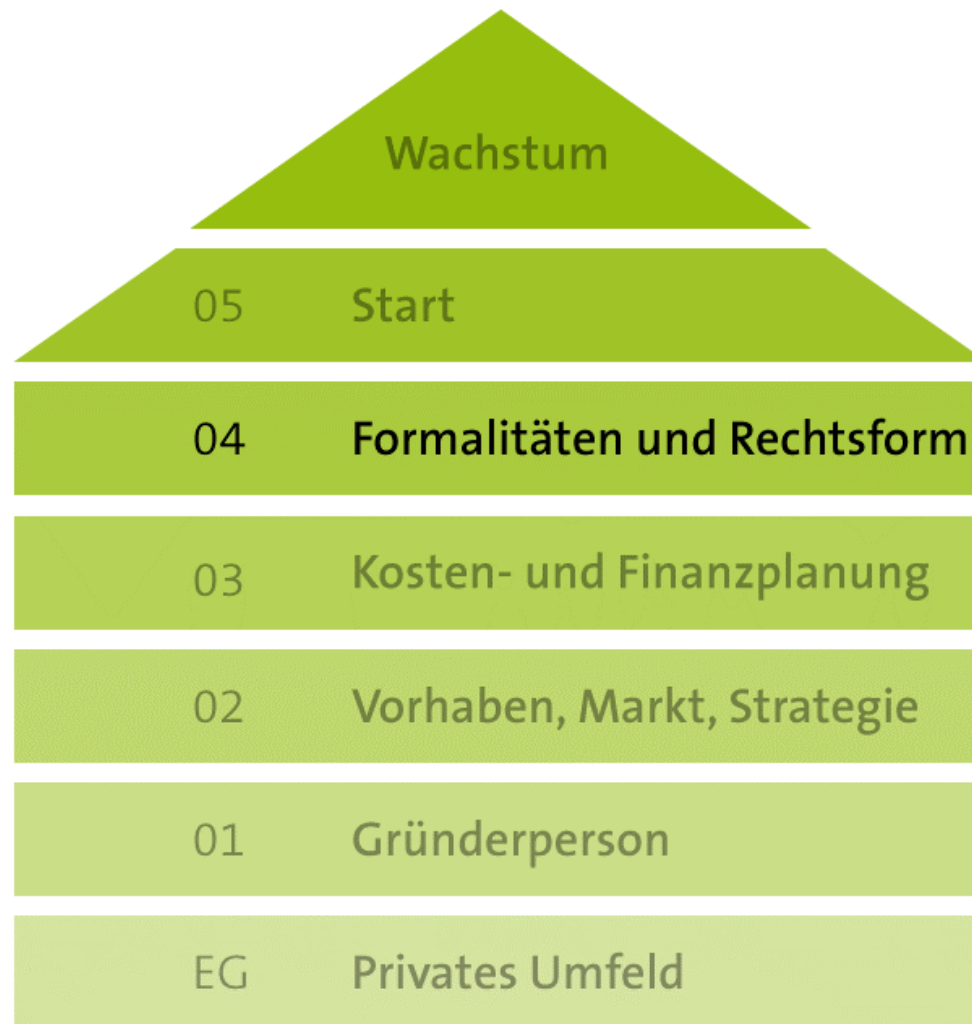 Wachstum
05 Start
04 Formalitäten und Rechtsform
03 Kosten- und Finanzplanung
02 Vorhaben, Markt, Strategie
01 Gründerperson
EG Privates Umfeld